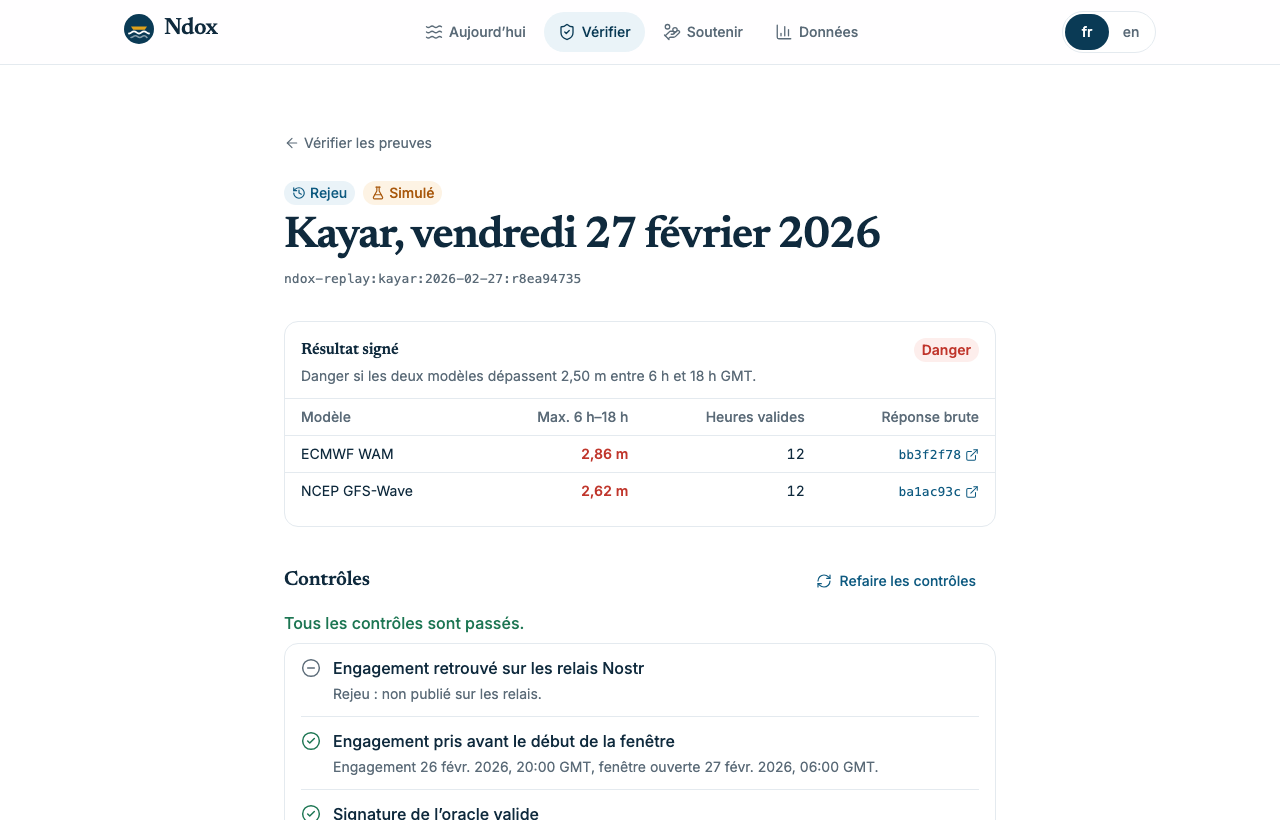 Ndox
Aujourd’hui
Vérifier
Soutenir
Données
fr
en
Vérifier les preuves
Rejeu
Simulé
Kayar, vendredi 27 février 2026
ndox-replay:kayar:2026-02-27:r8ea94735
Résultat signé
Danger
Danger si les deux modèles dépassent 2,50 m entre 6 h et 18 h GMT.
Modèle Max. 6 h–18 h Heures valides Réponse brute
ECMWF WAM 2,86 m 12 bb3f2f78
NCEP GFS-Wave 2,62 m 12 ba1ac93c
Contrôles
Refaire les contrôles
Tous les contrôles sont passés.
Engagement retrouvé sur les relais Nostr
Rejeu : non publié sur les relais.
Engagement pris avant le début de la fenêtre
Engagement 26 févr. 2026, 20:00 GMT, fenêtre ouverte 27 févr. 2026, 06:00 GMT.
Signature de l’oracle valide